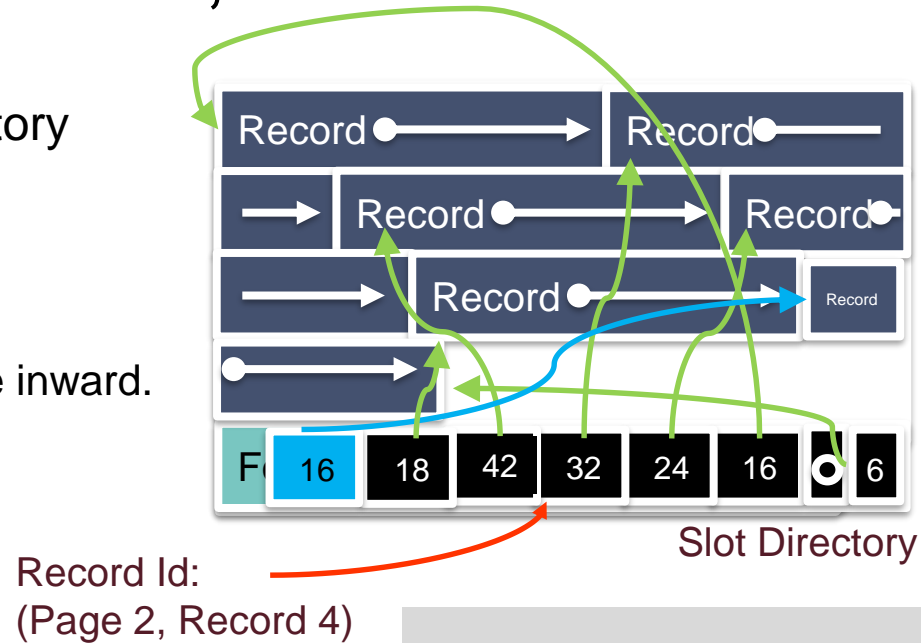 tory
Record Record
Record Record
Record Record
e inward.
16 18 42 32 24 16 6
Slot Directory
Record Id:
(Page 2, Record 4)